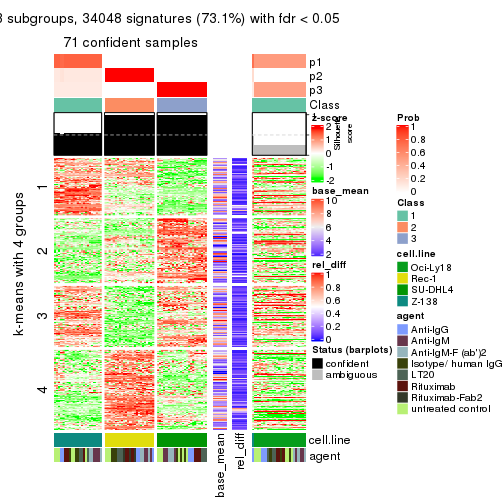 3 subgroups, 34048 signatures (73.1%) with fdr < 0.05
71 confident samples
p1
p2
p3
Class
Silhouette score
k-means with 4 groups
1
2
3
4
cell.line
agent
base_mean
rel_diff
z-score
2
1
0
-1
-2
base_mean
10
8
6
4
2
rel_diff
1
0.8
0.6
0.4
0.2
0
Status (barplots)
confident
ambiguous
Prob
1
0.8
0.6
0.4
0.2
0
Class
1
2
3
cell.line
Oci-Ly18
Rec-1
SU-DHL4
Z-138
agent
Anti-IgG
Anti-IgM
Anti-IgM-F (ab')2
Isotype/ human IgG
LT20
Rituximab
Rituximab-Fab2
untreated control